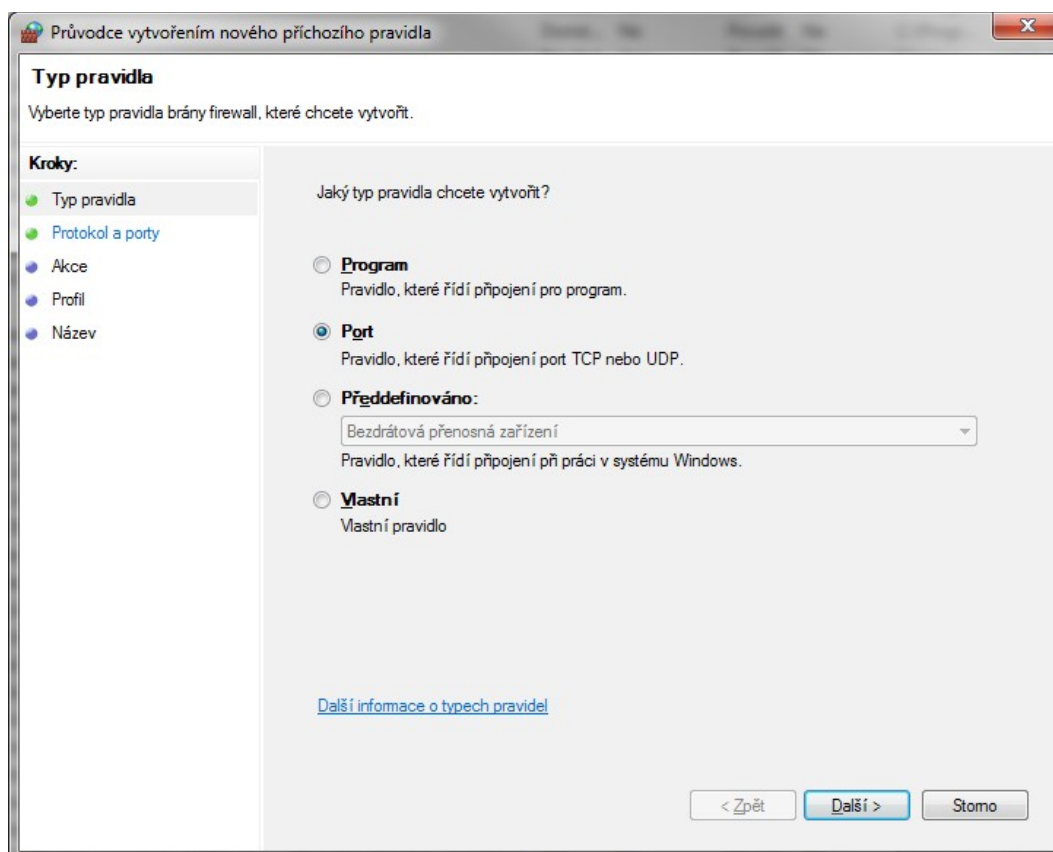 Průvodce vytvořením nového příchozího pravidla
Typ pravidla
Vyberte typ pravidla brány firewall, které chcete vytvořit.
Kroky:
Typ pravidla
Protokol a porty
Akce
Profil
Název
Jaký typ pravidla chcete vytvořit?
Program
Pravidlo, které řídí připojení pro program.
Port
Pravidlo, které řídí připojení port TCP nebo UDP.
Předdefinováno:
Bezdrátová přenosná zařízení
Pravidlo, které řídí připojení při práci v systému Windows.
Vlastní
Vlastní pravidlo
Další informace o typech pravidel
< Zpět
Další >
Storno